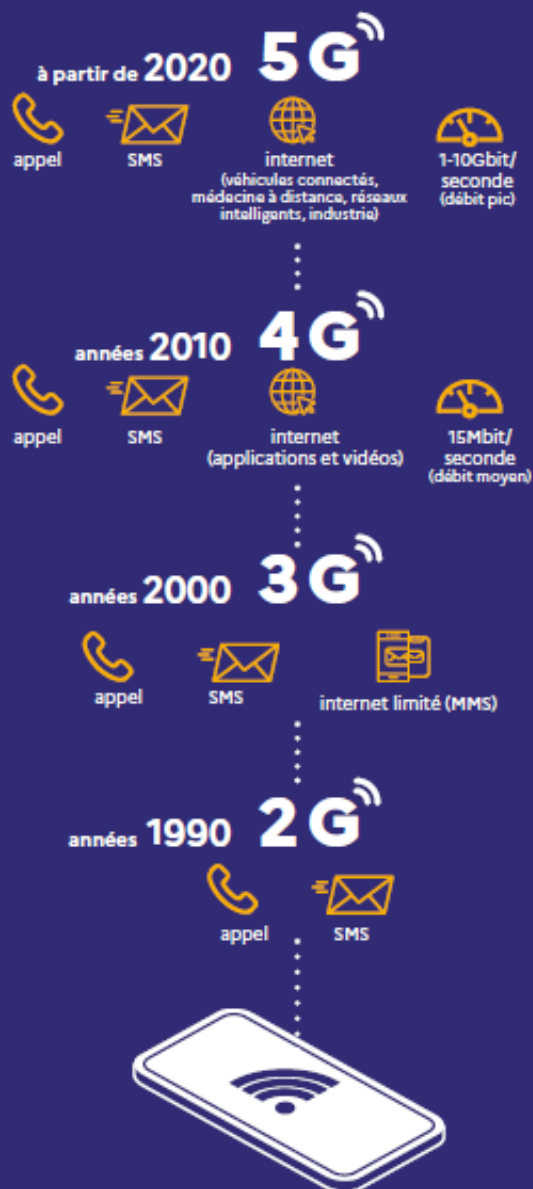 à partir de 2020 5G
appel
SMS
internet
(véhicules connectés,
médecine à distance, réseaux
intelligents, industrie)
1-10Gbit/
seconde
(débit pic)
années 2010 4G
appel
SMS
internet
(applications et vidéos)
15Mbit/
seconde
(débit moyen)
années 2000 3G
appel
SMS
internet limité (MMS)
années 1990 2G
appel
SMS